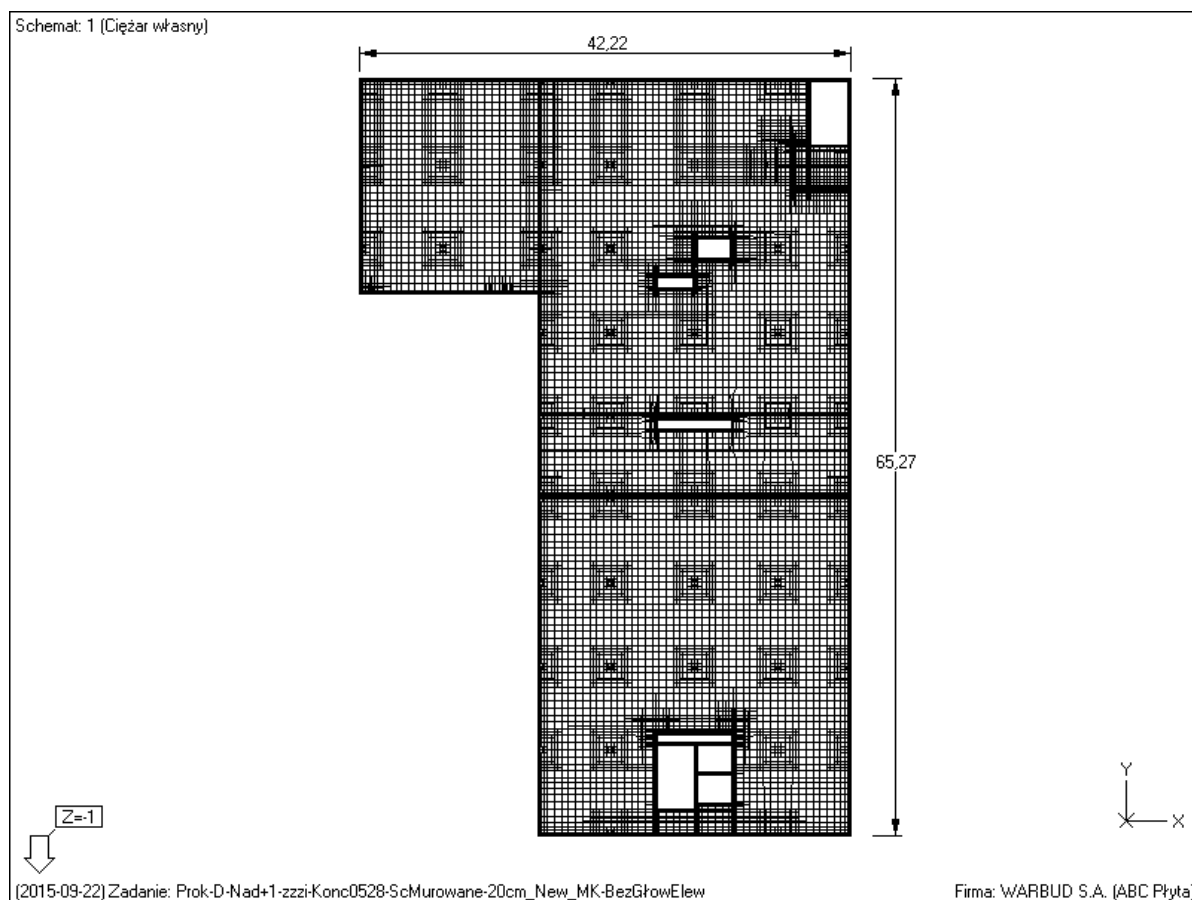 Schemat: 1 (Ciężar własny)
42,22
65,27
Y
X
Z=-1
(2015-09-22) Zadanie: Prok-D-Nad+1-zzzi-Konc0528-ScMurowane-20cm_New_MK-BezGłowElew
Firma: WARBUD S.A. (ABC Płyta)